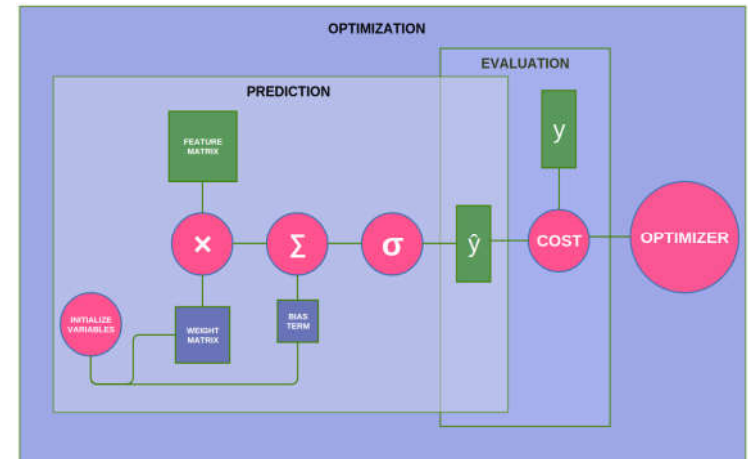 OPTIMIZATION
EVALUATION
PREDICTION
FEATURE
MATRIX
y
×
Σ
σ
ŷ
COST
OPTIMIZER
INITIALIZE
VARIABLES
WEIGHT
MATRIX
BIAS
TERM